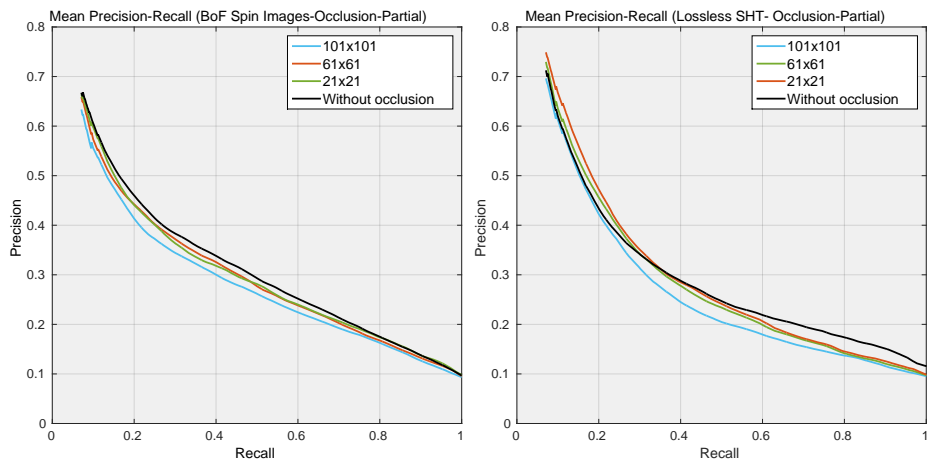 Mean Precision-Recall (BoF Spin Images-Occlusion-Partial)
0.8
0.7
0.6
0.5
0.4
0.3
0.2
0.1
0
Precision
101x101
61x61
21x21
Without occlusion
0 0.2 0.4 0.6 0.8 1
Recall
Mean Precision-Recall (Lossless SHT- Occlusion-Partial)
0.8
0.7
0.6
0.5
0.4
0.3
0.2
0.1
0
Precision
101x101
61x61
21x21
Without occlusion
0 0.2 0.4 0.6 0.8 1
Recall